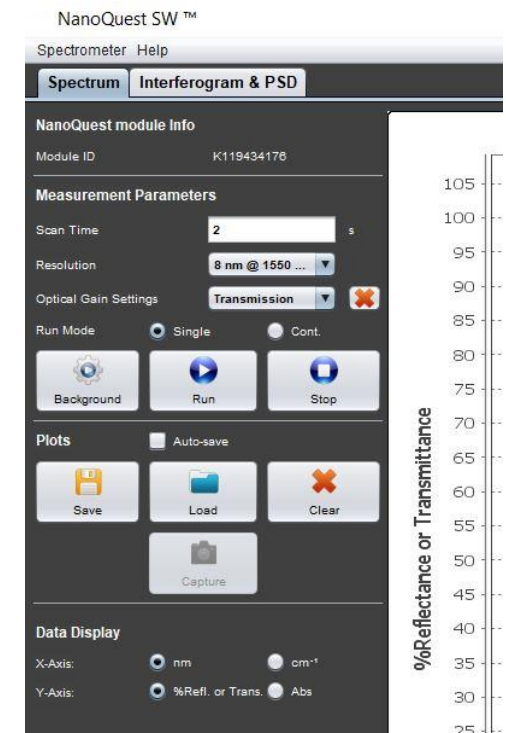 NanoQuest SW ™
Spectrometer Help
Spectrum Interferogram & PSD
NanoQuest module Info
Module ID K119434176
Measurement Parameters
Scan Time 2 s
Resolution 8 nm @ 1550 ...
Optical Gain Settings Transmission
Run Mode Single Cont.
Background Run Stop
Plots Auto-save
Save Load Clear
Capture
Data Display
X-Axis: nm cm⁻¹
Y-Axis: %Refl. or Trans. Abs
%Reflectance or Transmittance
105
100
95
90
85
80
75
70
65
60
55
50
45
40
35
30
25